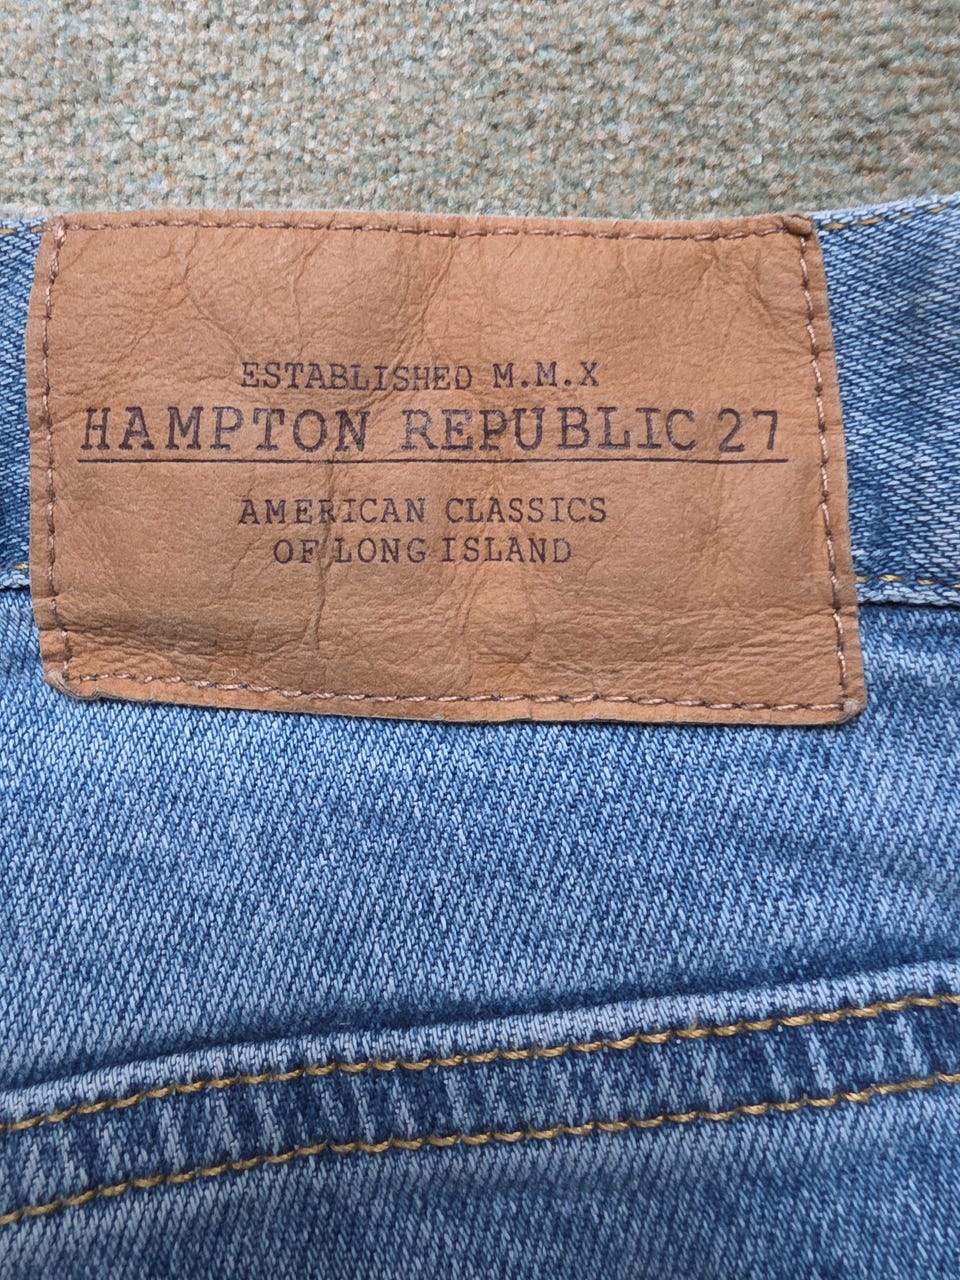 ESTABLISHED M.M.X
HAMPTON REPUBLIC 27
AMERICAN CLASSICS
OF LONG ISLAND